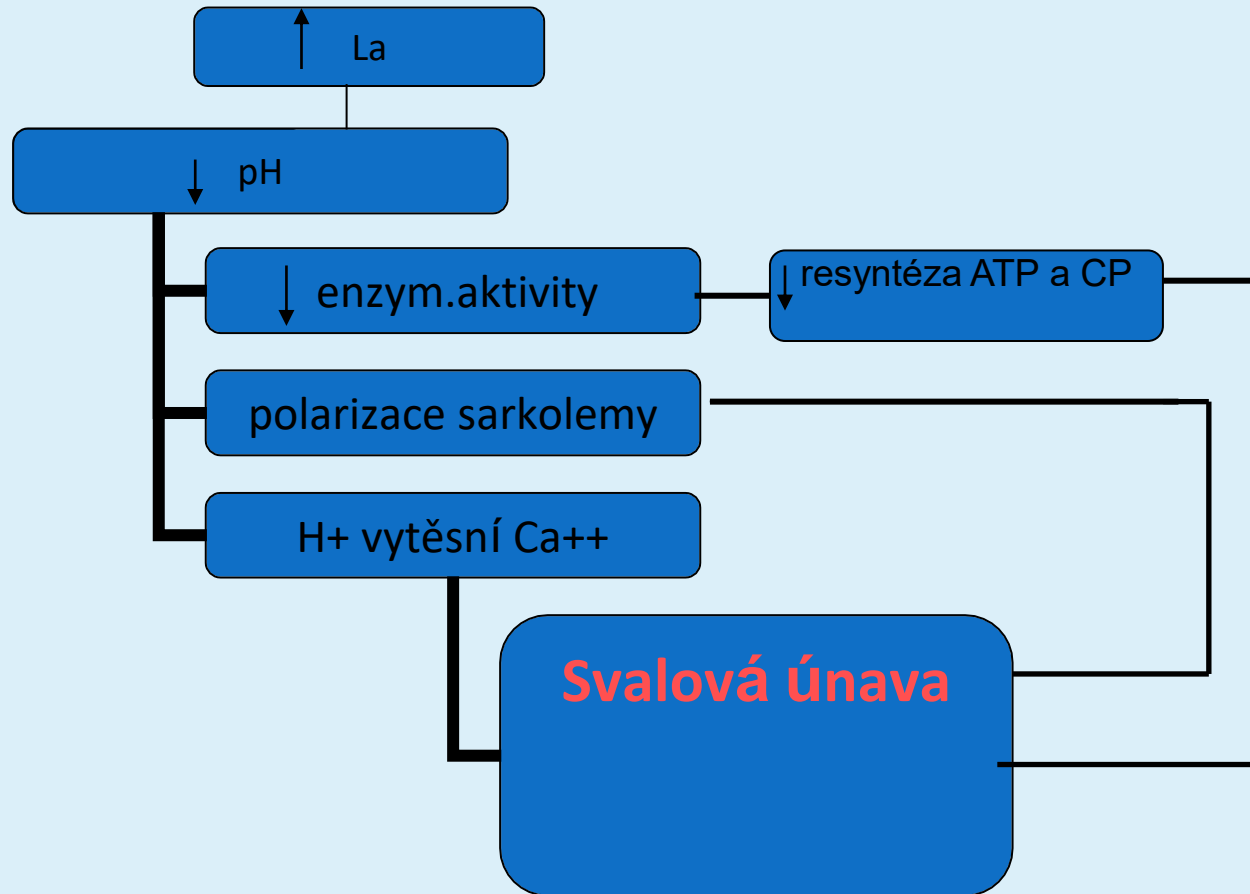 La
pH
enzym.aktivity
resyntéza ATP a CP
polarizace sarkolemy
H+ vytěsní Ca++
Svalová únava